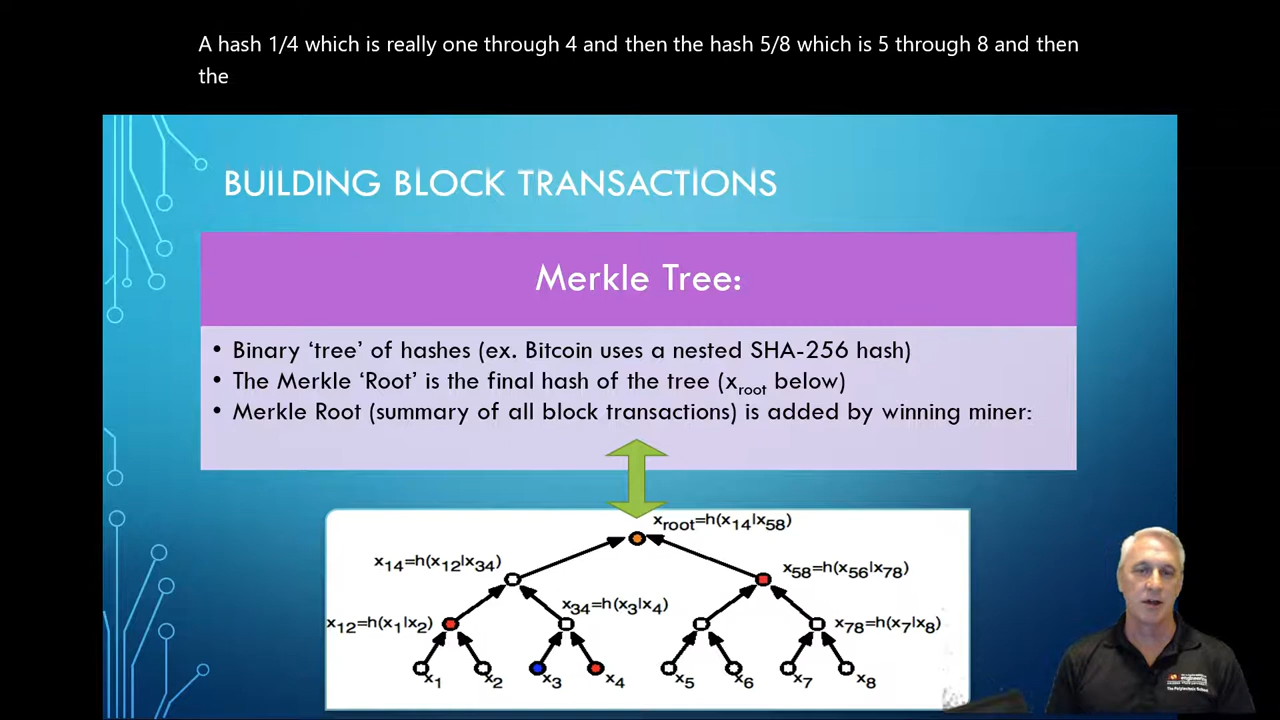 A hash 1/4 which is really one through 4 and then the hash 5/8 which is 5 through 8 and then
the
BUILDING BLOCK TRANSACTIONS
Merkle Tree:
• Binary ‘tree’ of hashes (ex. Bitcoin uses a nested SHA-256 hash)
• The Merkle ‘Root’ is the final hash of the tree (xroot below)
• Merkle Root (summary of all block transactions) is added by winning miner:
xroot=h(x14|x58)
x14=h(x12|x34)
x58=h(x56|x78)
x34=h(x3|x4)
x12=h(x1|x2)
x78=h(x7|x8)
x1 x2 x3 x4 x5 x6 x7 x8
The Polytechnic School